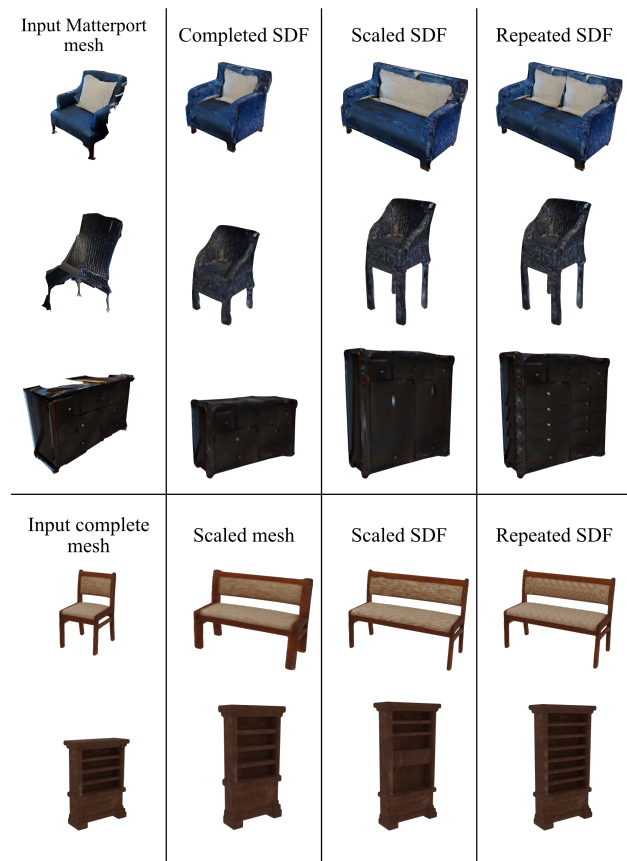 Input Matterport
mesh
Completed SDF
Scaled SDF
Repeated SDF
Input complete
mesh
Scaled mesh
Scaled SDF
Repeated SDF